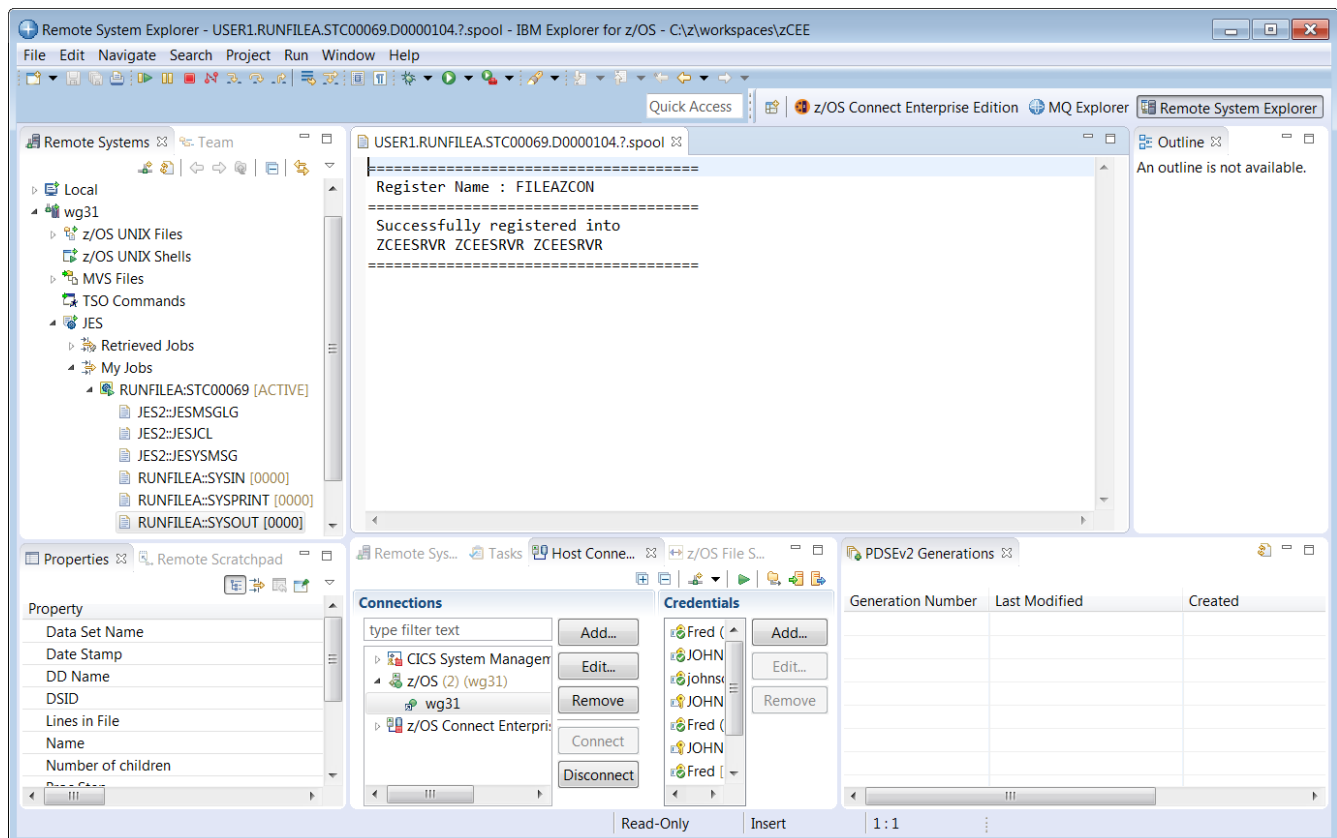 Remote System Explorer - USER1.RUNFILEA.STC00069.D0000104.?.spool - IBM Explorer for z/OS - C:\z\workspaces\zCEE
File Edit Navigate Search Project Run Window Help
Quick Access
z/OS Connect Enterprise Edition
MQ Explorer
Remote System Explorer
Remote Systems
Team
Local
wg31
z/OS UNIX Files
z/OS UNIX Shells
MVS Files
TSO Commands
JES
Retrieved Jobs
My Jobs
RUNFILEA:STC00069 [ACTIVE]
JES2::JESMSGLG
JES2::JESJCL
JES2::JESYSMSG
RUNFILEA::SYSIN [0000]
RUNFILEA::SYSPRINT [0000]
RUNFILEA::SYSOUT [0000]
USER1.RUNFILEA.STC00069.D0000104.?.spool
======================================
Register Name : FILEAZCON
======================================
Successfully registered into
ZCEESRVR ZCEESRVR ZCEESRVR
======================================
Outline
An outline is not available.
Properties
Remote Scratchpad
Property
Data Set Name
Date Stamp
DD Name
DSID
Lines in File
Name
Number of children
Remote Sys...
Tasks
Host Conne...
z/OS File S...
Connections
type filter text
CICS System Managem
z/OS (2) (wg31)
wg31
z/OS Connect Enterpri
Add...
Edit...
Remove
Connect
Disconnect
Credentials
Fred (
JOHN
johns
JOHN
Fred (
JOHN
Fred [
Add...
Edit...
Remove
PDSEv2 Generations
Generation Number Last Modified Created
Read-Only Insert 1 : 1